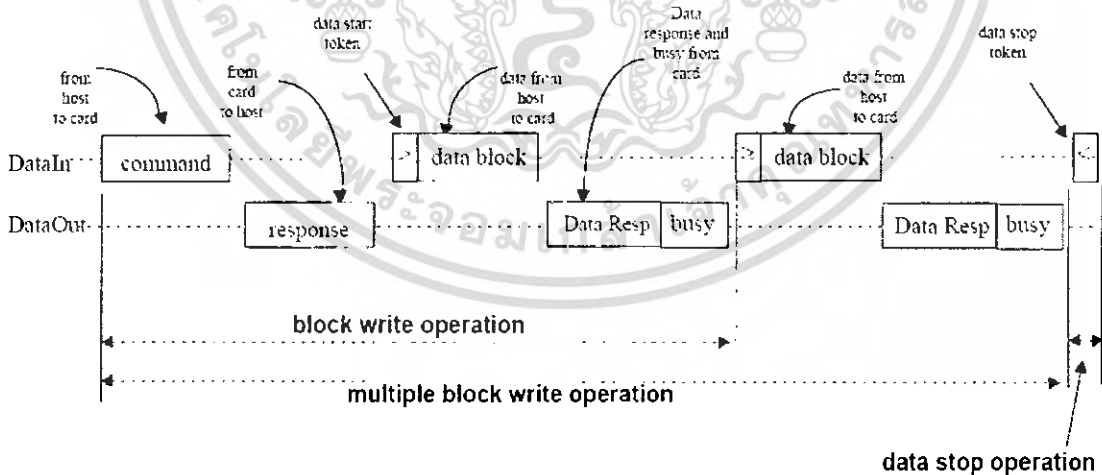 from
host
to card
from
card
to host
data start
token
data from
host
to card
Data
response and
busy from
card
data from
host
to card
data stop
token
DataIn
command
>
data block
>
data block
<
DataOut
response
Data Resp
busy
Data Resp
busy
block write operation
multiple block write operation
data stop operation